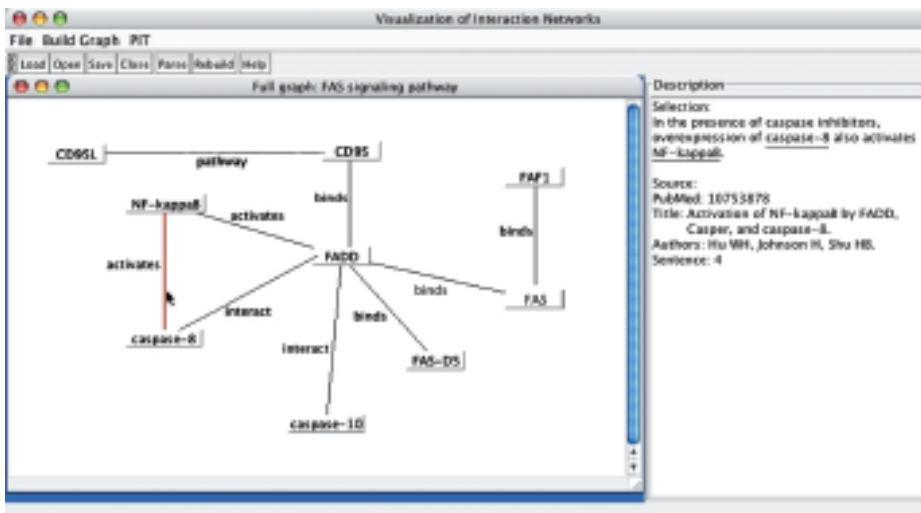 Visualization of Interaction Networks
File Build Graph PIT
Load Open Save Close Parse Rebuild Help
Full graph: FAS signaling pathway
CD95L
pathway
CD95
binds
FAF1
binds
NF-kappaB
activates
activates
FADD
binds
FAS
interact
caspase-8
binds
interact
FAS-DS
caspase-10
Description
Selection:
In the presence of caspase inhibitors,
overexpression of caspase-8 also activates
NF-kappaB.
Source:
PubMed: 10753878
Title: Activation of NF-kappaB by FADD,
Casper, and caspase-8.
Authors: Hu WH, Johnson H, Shu HB.
Sentence: 4